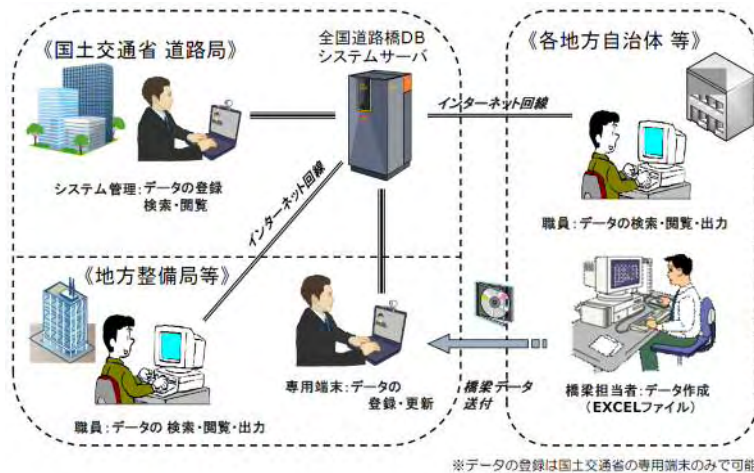 《国土交通省 道路局》
全国道路橋DB
システムサーバ
《各地方自治体 等》
インターネット回線
システム管理:データの登録
検索・閲覧
インターネット回線
職員:データの検索・閲覧・出力
《地方整備局等》
専用端末:データの
登録・更新
橋梁データ
送付
橋梁担当者:データ作成
(EXCELファイル)
職員:データの 検索・閲覧・出力
※データの登録は国土交通省の専用端末のみで可能